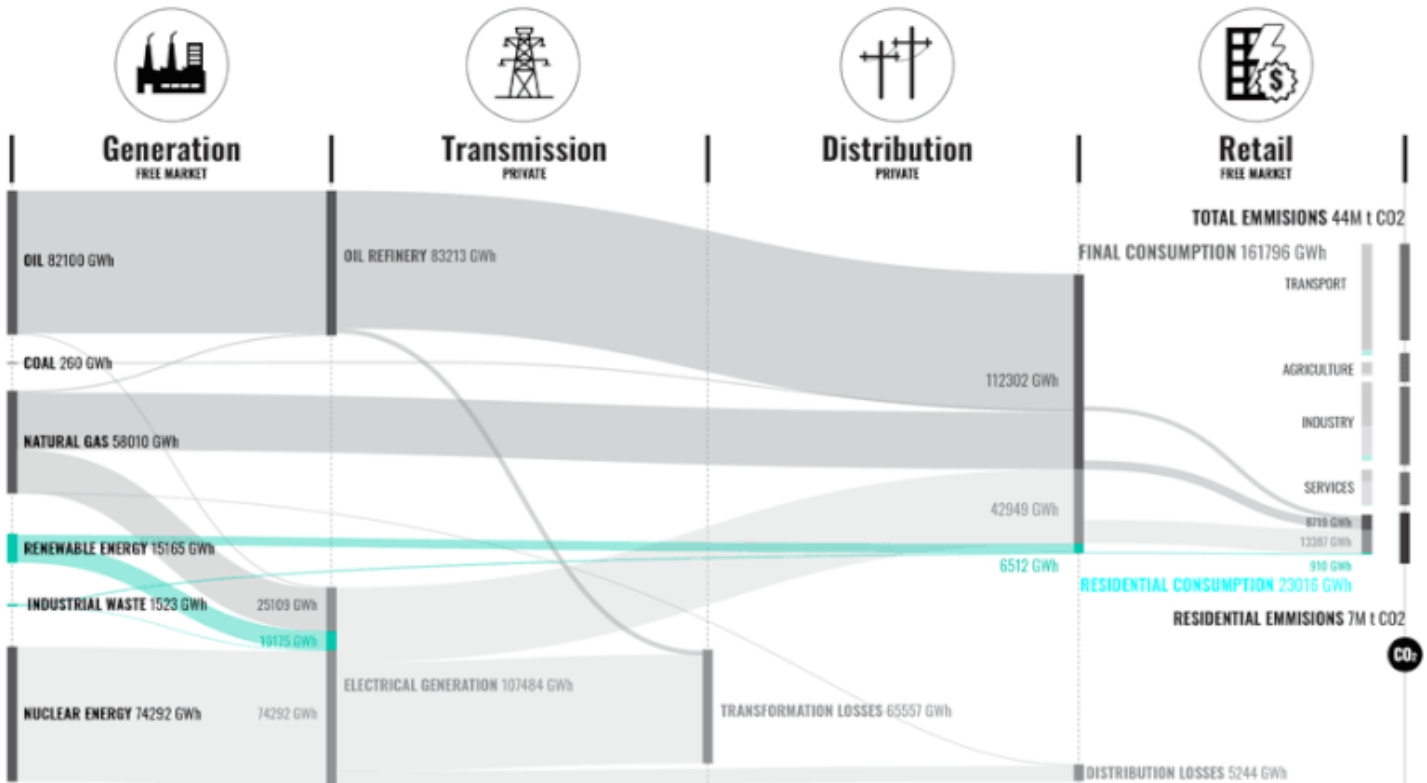 Generation
FREE MARKET
Transmission
PRIVATE
Distribution
PRIVATE
Retail
FREE MARKET
$
TOTAL EMMISIONS 44M t CO2
OIL 82100 GWh
OIL REFINERY 83213 GWh
FINAL CONSUMPTION 161796 GWh
TRANSPORT
COAL 260 GWh
AGRICULTURE
112302 GWh
INDUSTRY
NATURAL GAS 58010 GWh
SERVICES
42949 GWh
8719 GWh
13387 GWh
RENEWABLE ENERGY 15165 GWh
6512 GWh
910 GWh
RESIDENTIAL CONSUMPTION 23016 GWh
INDUSTRIAL WASTE 1523 GWh
25109 GWh
RESIDENTIAL EMMISIONS 7M t CO2
10175 GWh
CO₂
ELECTRICAL GENERATION 107484 GWh
NUCLEAR ENERGY 74292 GWh
74292 GWh
TRANSFORMATION LOSSES 65557 GWh
DISTRIBUTION LOSSES 5244 GWh